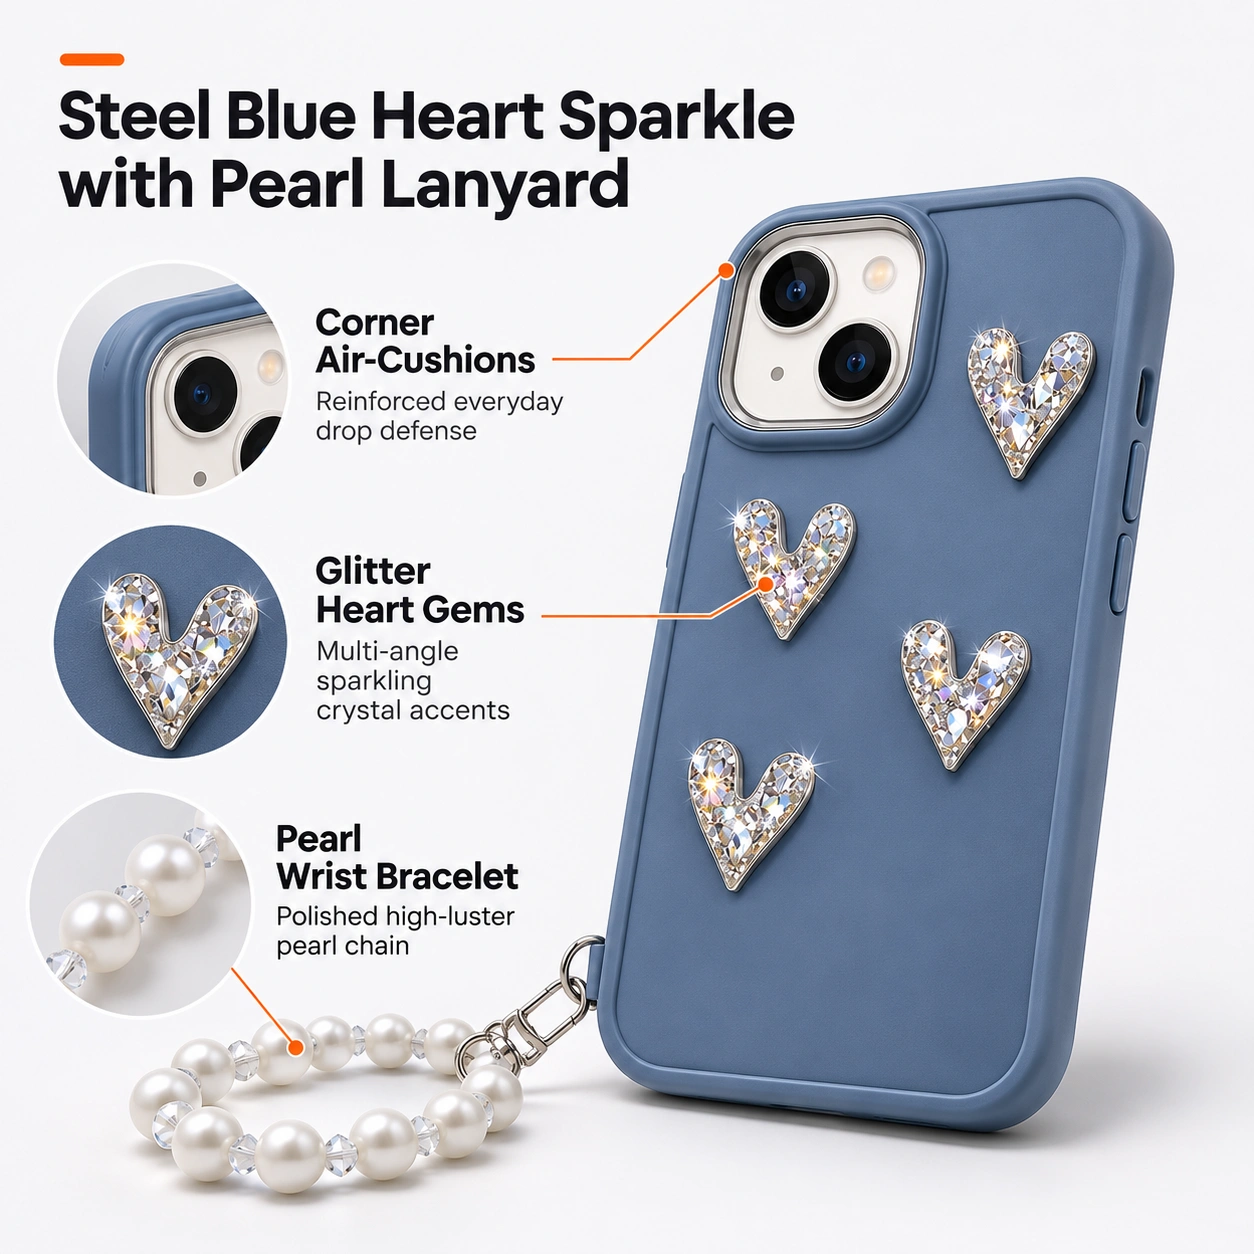 Steel Blue Heart Sparkle
with Pearl Lanyard
Corner
Air-Cushions
Reinforced everyday
drop defense
Glitter
Heart Gems
Multi-angle
sparkling
crystal accents
Pearl
Wrist Bracelet
Polished high-luster
pearl chain